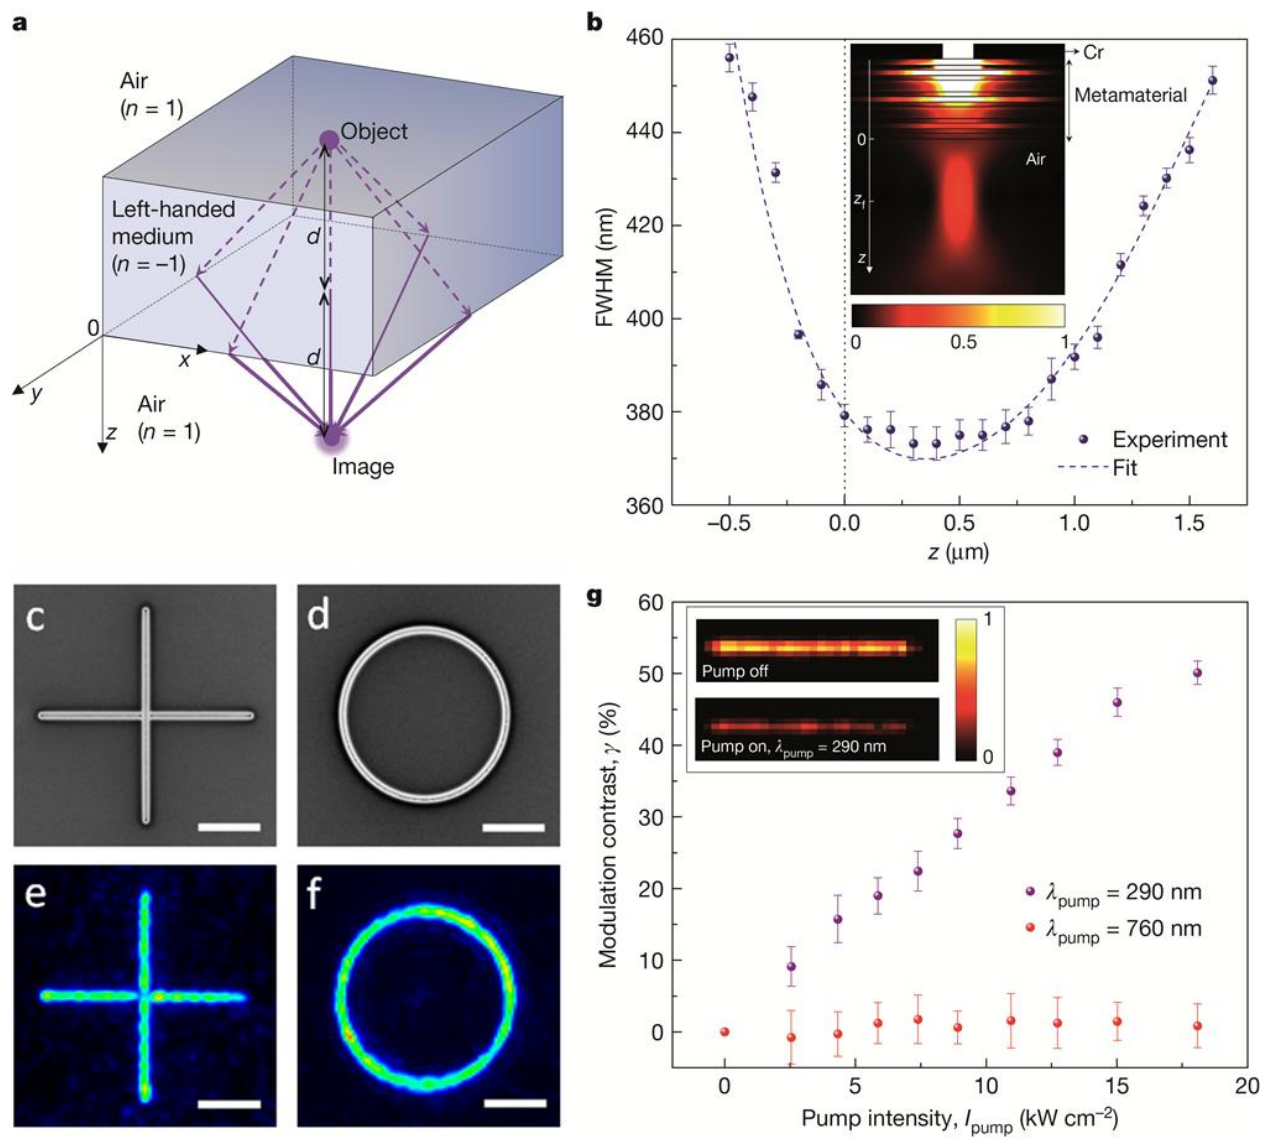 a
Air
(n = 1)
Object
Left-handed
medium
(n = −1)
d
d
0
x
y
z
Air
(n = 1)
Image
b
460
440
420
400
380
360
FWHM (nm)
−0.5
0.0
0.5
1.0
1.5
z (μm)
Cr
Metamaterial
0
Air
zf
z
0
0.5
1
Experiment
Fit
c
d
e
f
g
60
50
40
30
20
10
0
Modulation contrast, γ (%)
Pump off
Pump on, λpump = 290 nm
1
0
λpump = 290 nm
λpump = 760 nm
0
5
10
15
20
Pump intensity, Ipump (kW cm−2)